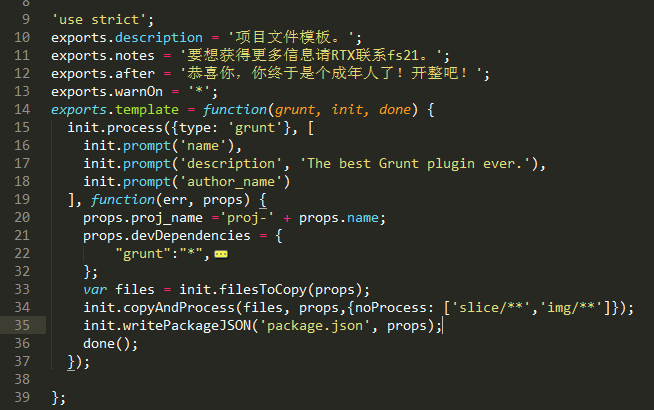 8
9 'use strict';
10 exports.description = '项目文件模板。';
11 exports.notes = '要想获得更多信息请RTX联系fs21。';
12 exports.after = '恭喜你，你终于是个成年人了！开整吧！';
13 exports.warnOn = '*';
14 exports.template = function(grunt, init, done) {
15 init.process({type: 'grunt'}, [
16 init.prompt('name'),
17 init.prompt('description', 'The best Grunt plugin ever.'),
18 init.prompt('author_name')
19 ], function(err, props) {
20 props.proj_name ='proj-' + props.name;
21 props.devDependencies = {
22 "grunt":"*",
32 };
33 var files = init.filesToCopy(props);
34 init.copyAndProcess(files, props,{noProcess: ['slice/**','img/**']});
35 init.writePackageJSON('package.json', props);
36 done();
37 });
38
39 };